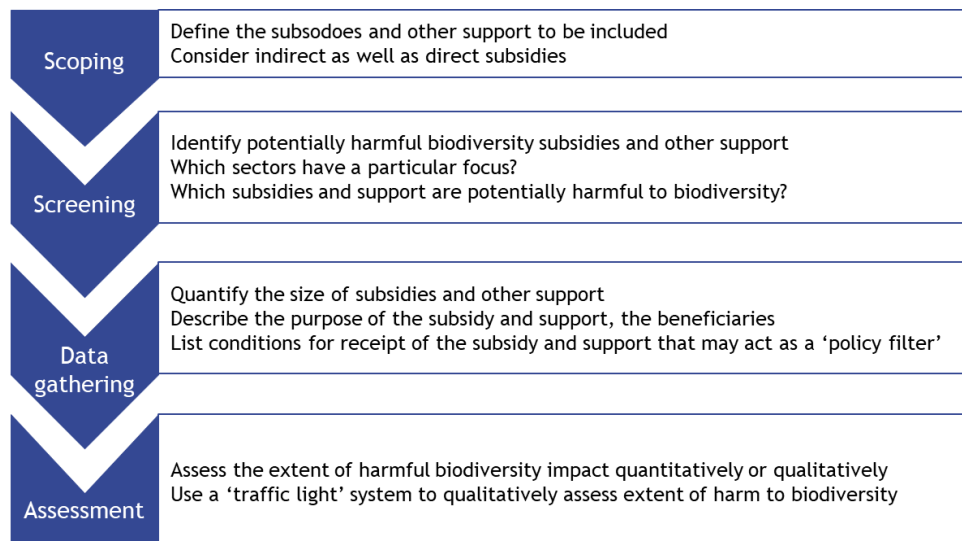 Scoping
Define the subsodoes and other support to be included
Consider indirect as well as direct subsidies
Screening
Identify potentially harmful biodiversity subsidies and other support
Which sectors have a particular focus?
Which subsidies and support are potentially harmful to biodiversity?
Data
gathering
Quantify the size of subsidies and other support
Describe the purpose of the subsidy and support, the beneficiaries
List conditions for receipt of the subsidy and support that may act as a ‘policy filter’
Assessment
Assess the extent of harmful biodiversity impact quantitatively or qualitatively
Use a ‘traffic light’ system to qualitatively assess extent of harm to biodiversity